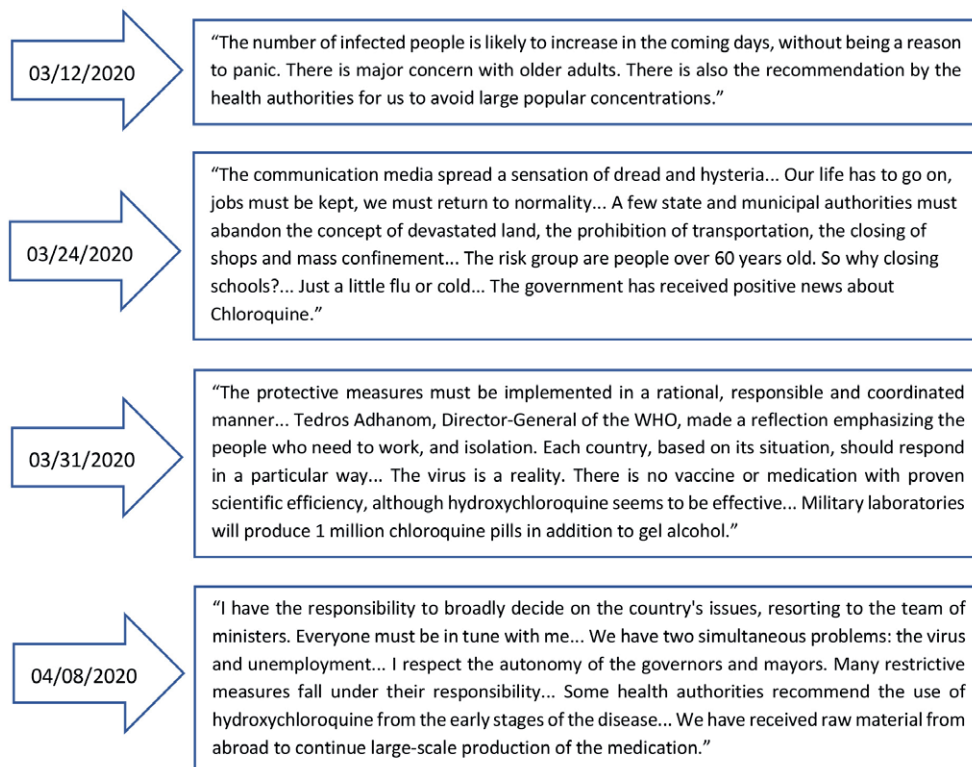 03/12/2020
“The number of infected people is likely to increase in the coming days, without being a reason
to panic. There is major concern with older adults. There is also the recommendation by the
health authorities for us to avoid large popular concentrations.”
03/24/2020
“The communication media spread a sensation of dread and hysteria... Our life has to go on,
jobs must be kept, we must return to normality... A few state and municipal authorities must
abandon the concept of devastated land, the prohibition of transportation, the closing of
shops and mass confinement... The risk group are people over 60 years old. So why closing
schools?... Just a little flu or cold... The government has received positive news about
Chloroquine.”
03/31/2020
“The protective measures must be implemented in a rational, responsible and coordinated
manner... Tedros Adhanom, Director-General of the WHO, made a reflection emphasizing the
people who need to work, and isolation. Each country, based on its situation, should respond
in a particular way... The virus is a reality. There is no vaccine or medication with proven
scientific efficiency, although hydroxychloroquine seems to be effective... Military laboratories
will produce 1 million chloroquine pills in addition to gel alcohol.”
04/08/2020
“I have the responsibility to broadly decide on the country's issues, resorting to the team of
ministers. Everyone must be in tune with me... We have two simultaneous problems: the virus
and unemployment... I respect the autonomy of the governors and mayors. Many restrictive
measures fall under their responsibility... Some health authorities recommend the use of
hydroxychloroquine from the early stages of the disease... We have received raw material from
abroad to continue large-scale production of the medication.”